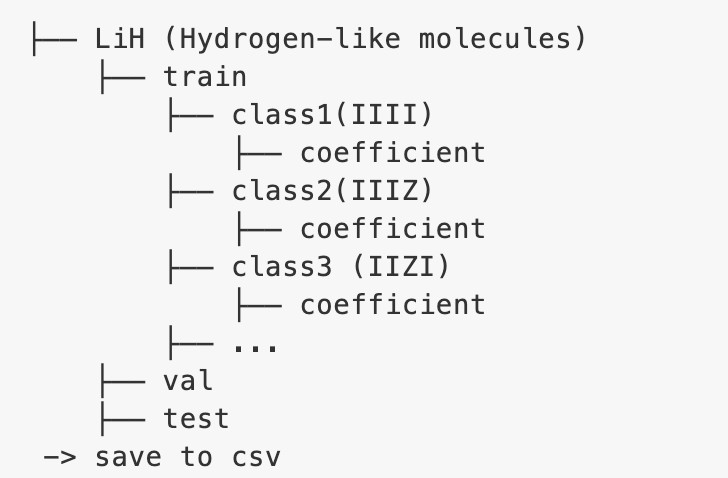 ├── LiH (Hydrogen-like molecules)
    ├── train
        ├── class1(IIII)
            ├── coefficient
        ├── class2(IIIZ)
            ├── coefficient
        ├── class3 (IIZI)
            ├── coefficient
        ├── ...
    ├── val
    ├── test
-> save to csv